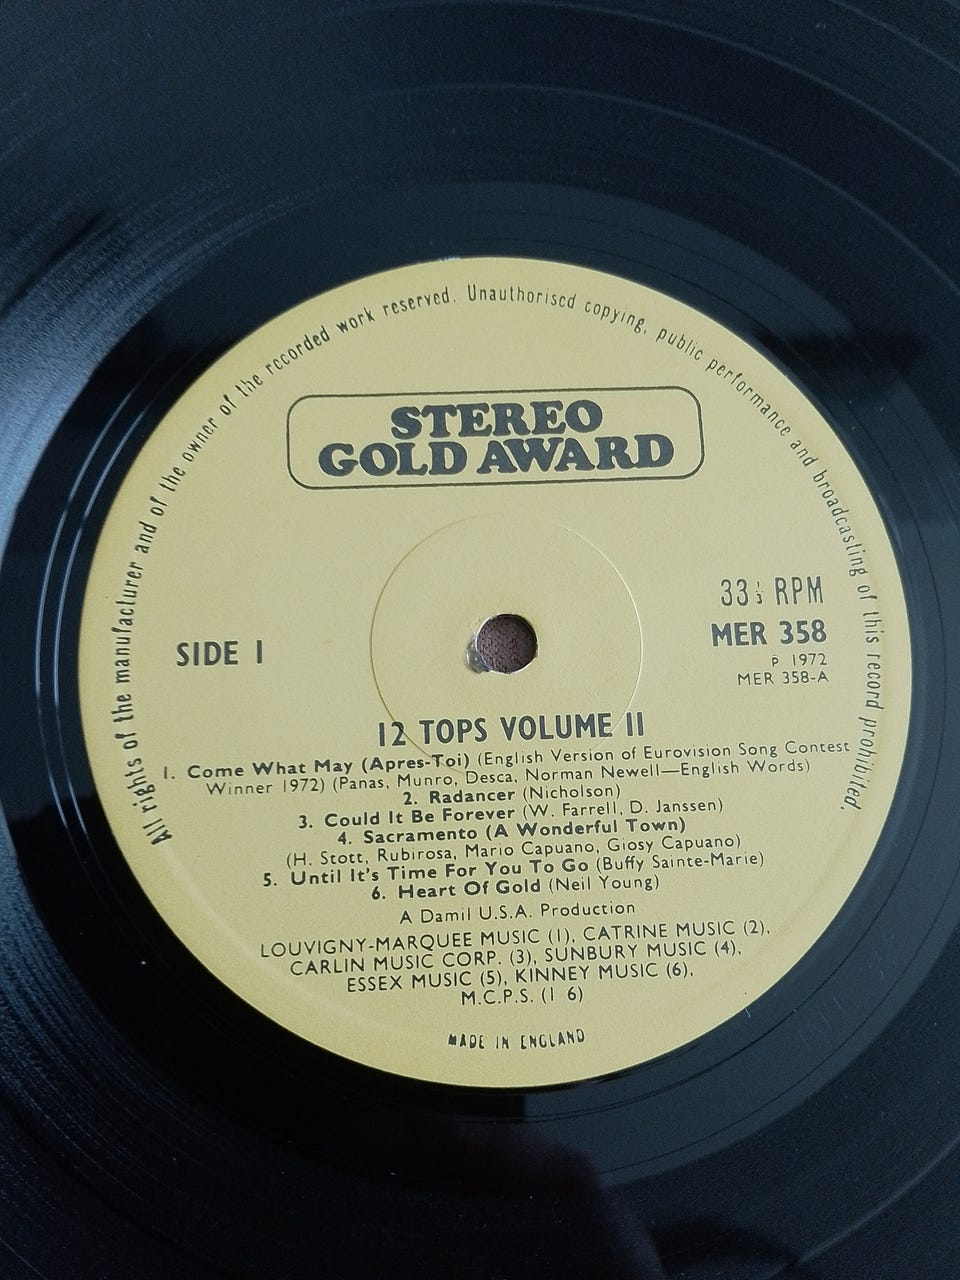 All rights of the manufacturer and of the owner of the recorded work reserved. Unauthorised copying, public performance and broadcasting of this record prohibited.
STEREO
GOLD AWARD
SIDE 1
33⅓ RPM
MER 358
P 1972
MER 358-A
12 TOPS VOLUME 11
1. Come What May (Apres-Toi) (English Version of Eurovision Song Contest
Winner 1972) (Panas, Munro, Desca, Norman Newell—English Words)
2. Radancer (Nicholson)
3. Could It Be Forever (W. Farrell, D. Janssen)
4. Sacramento (A Wonderful Town)
(H. Stott, Rubirosa, Mario Capuano, Giosy Capuano)
5. Until It's Time For You To Go (Buffy Sainte-Marie)
6. Heart Of Gold (Neil Young)
A Damil U.S.A. Production
LOUVIGNY-MARQUEE MUSIC (1), CATRINE MUSIC (2),
CARLIN MUSIC CORP. (3), SUNBURY MUSIC (4),
ESSEX MUSIC (5), KINNEY MUSIC (6),
M.C.P.S. (1 6)
MADE IN ENGLAND